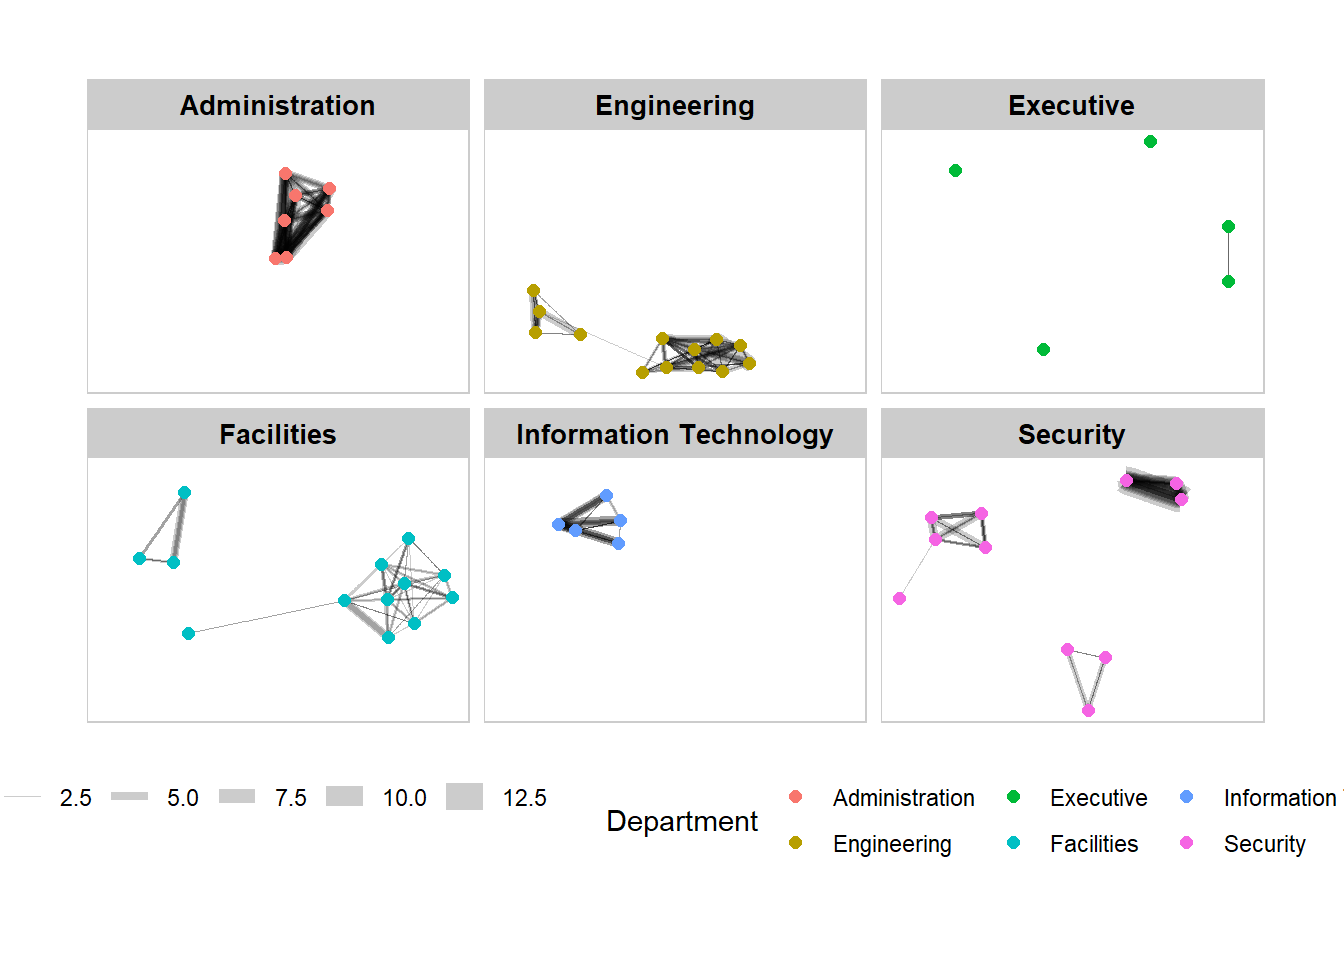 Administration
Engineering
Executive
Facilities
Information Technology
Security
2.5 5.0 7.5 10.0 12.5
Department
Administration Executive Information
Engineering Facilities Security